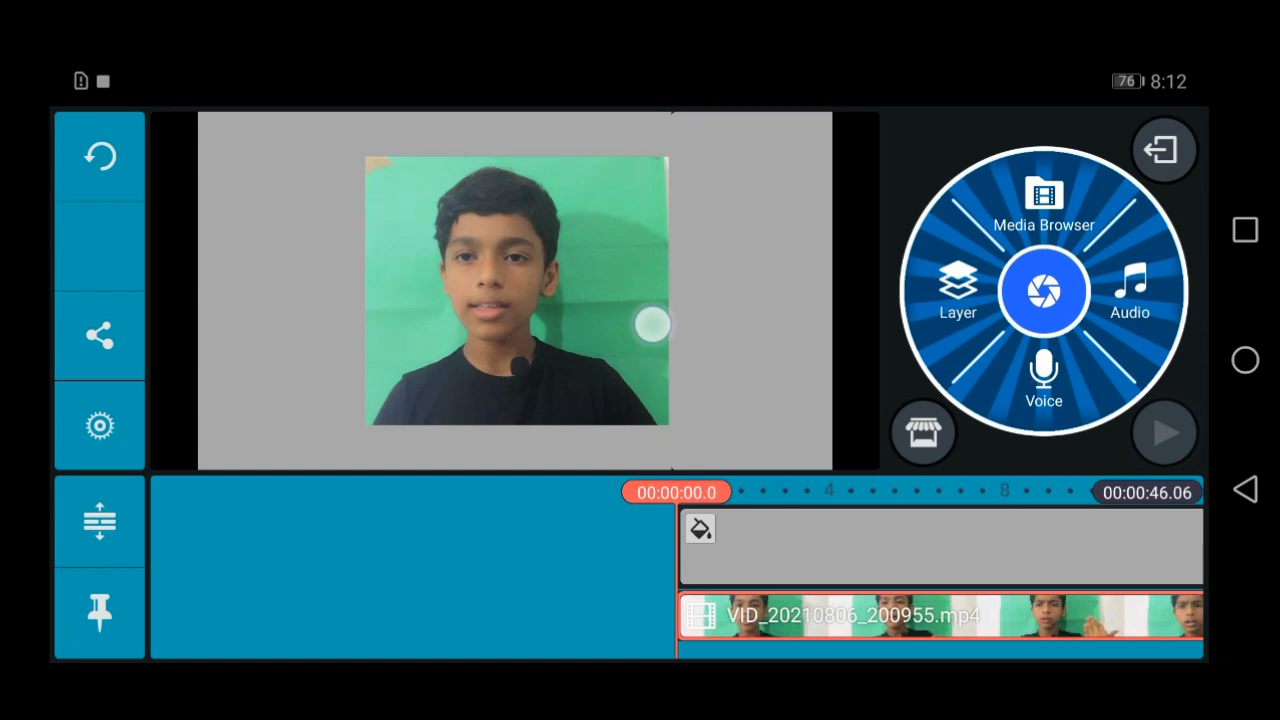 76 8:12
Media Browser
Layer
Audio
Voice
00:00:00.0 4 8 00:00:46.06
VID_20210806_200955.mp4